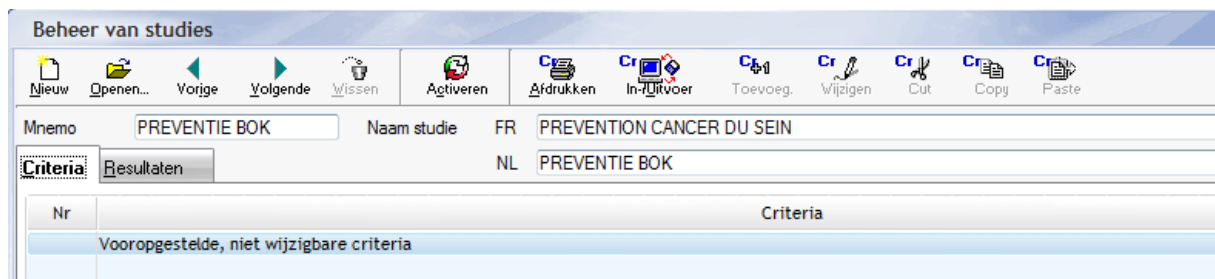 Beheer van studies
Nieuw Openen... Vorige Volgende Wissen Activeren Afdrukken In-/Uitvoer Toevoeg. Wijzigen Cut Copy Paste
Mnemo PREVENTIE BOK Naam studie FR PREVENTION CANCER DU SEIN
Criteria Resultaten NL PREVENTIE BOK
Nr Criteria
Vooropgestelde, niet wijzigbare criteria